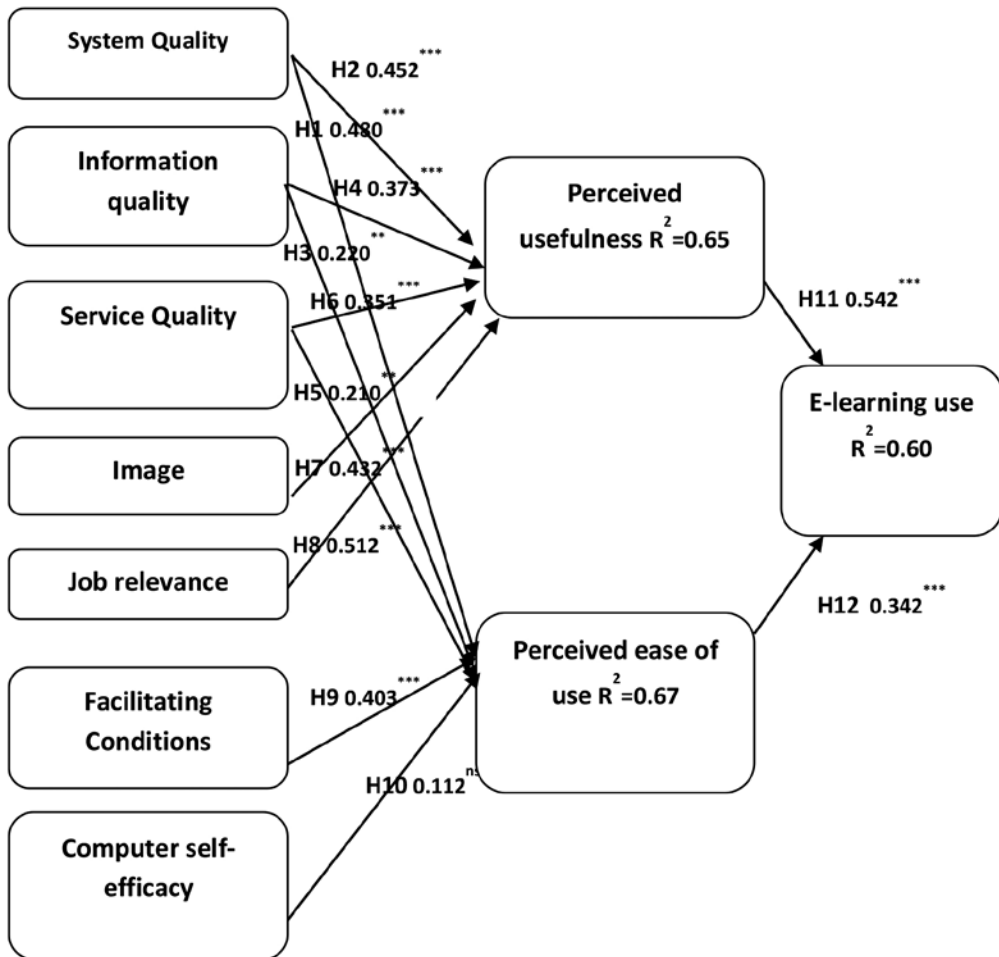 System Quality
Information
quality
Service Quality
Image
Job relevance
Facilitating
Conditions
Computer self-
efficacy
H2 0.452***
H1 0.480***
H4 0.373***
H3 0.220**
H6 0.351***
H5 0.210**
H7 0.432***
H8 0.512***
H9 0.403***
H10 0.112ns
Perceived
usefulness R²=0.65
Perceived ease of
use R²=0.67
H11 0.542***
H12 0.342***
E-learning use
R²=0.60